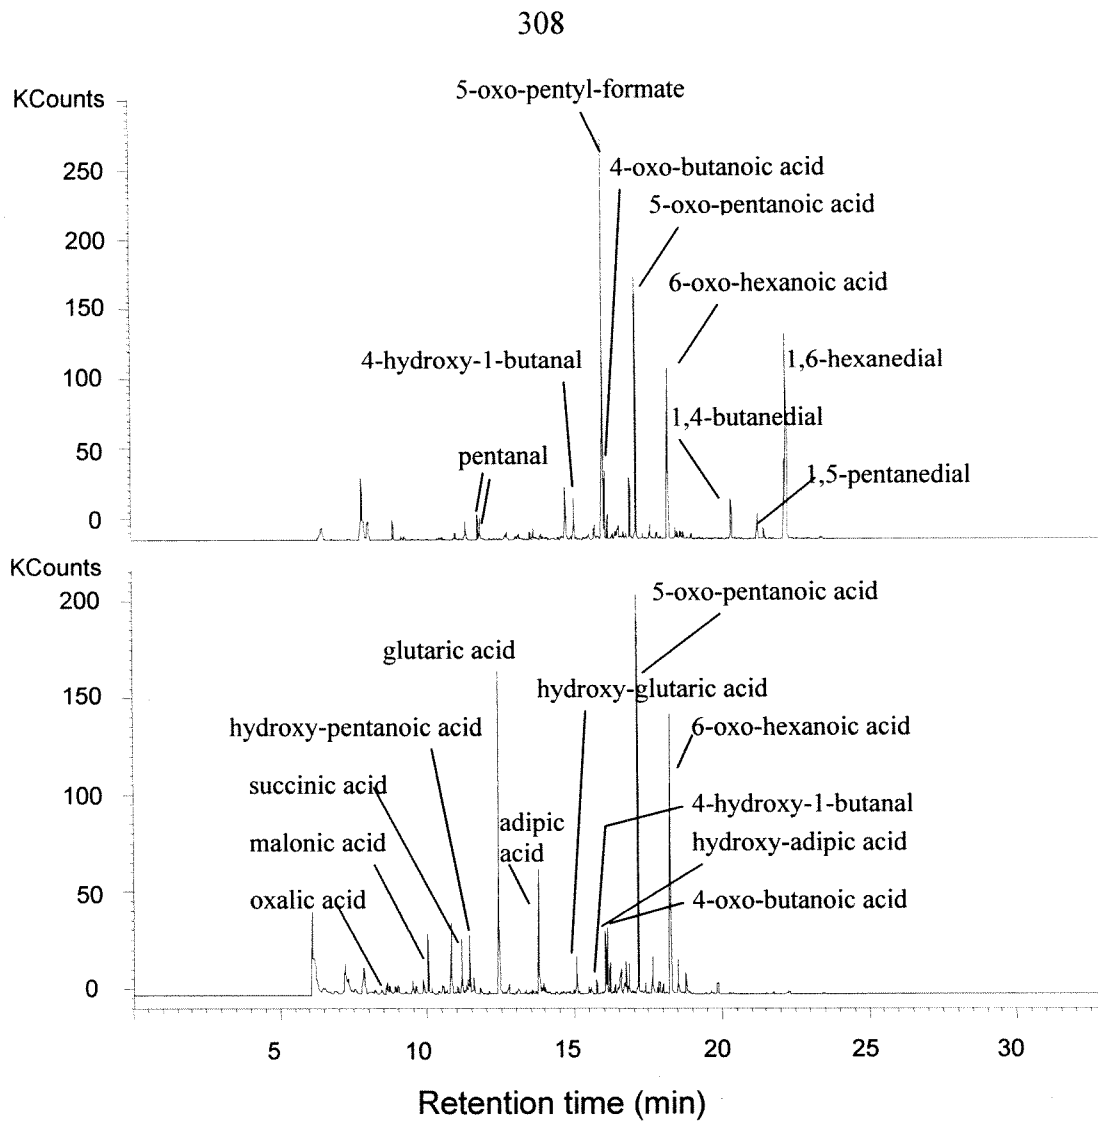 308
KCounts
5-oxo-pentyl-formate
4-oxo-butanoic acid
250
5-oxo-pentanoic acid
200
6-oxo-hexanoic acid
150
4-hydroxy-1-butanal
1,6-hexanedial
100
1,4-butanedial
50
pentanal
1,5-pentanedial
0
KCounts
200
5-oxo-pentanoic acid
glutaric acid
hydroxy-glutaric acid
150
hydroxy-pentanoic acid
6-oxo-hexanoic acid
succinic acid
100
4-hydroxy-1-butanal
adipic
acid
malonic acid
hydroxy-adipic acid
50
oxalic acid
4-oxo-butanoic acid
0
5 10 15 20 25 30
Retention time (min)